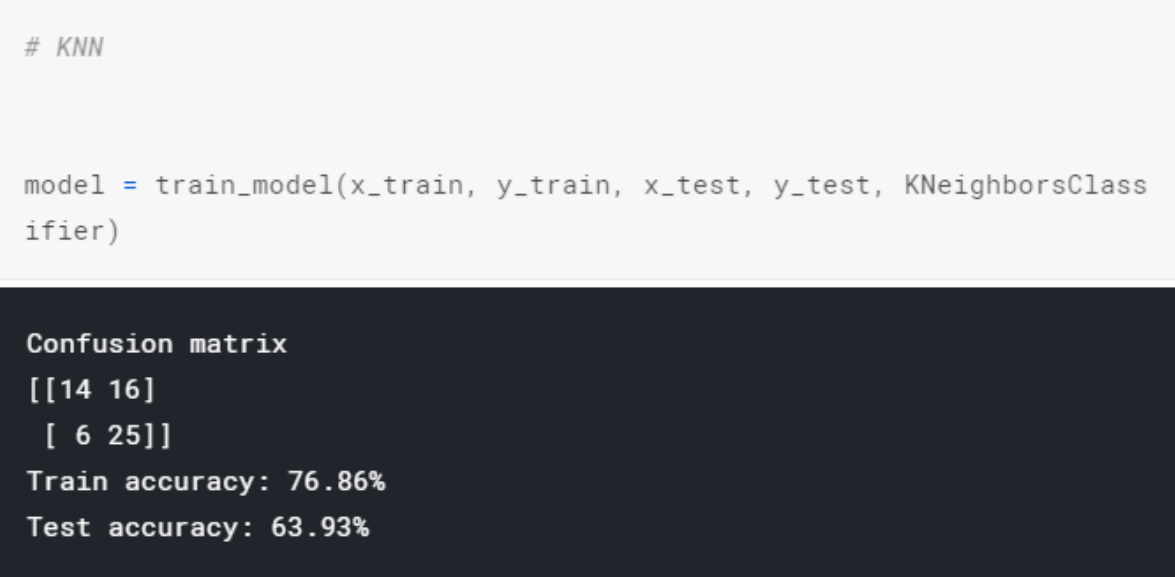 # KNN
model = train_model(x_train, y_train, x_test, y_test, KNeighborsClass
ifier)
Confusion matrix
[[14 16]
 [ 6 25]]
Train accuracy: 76.86%
Test accuracy: 63.93%